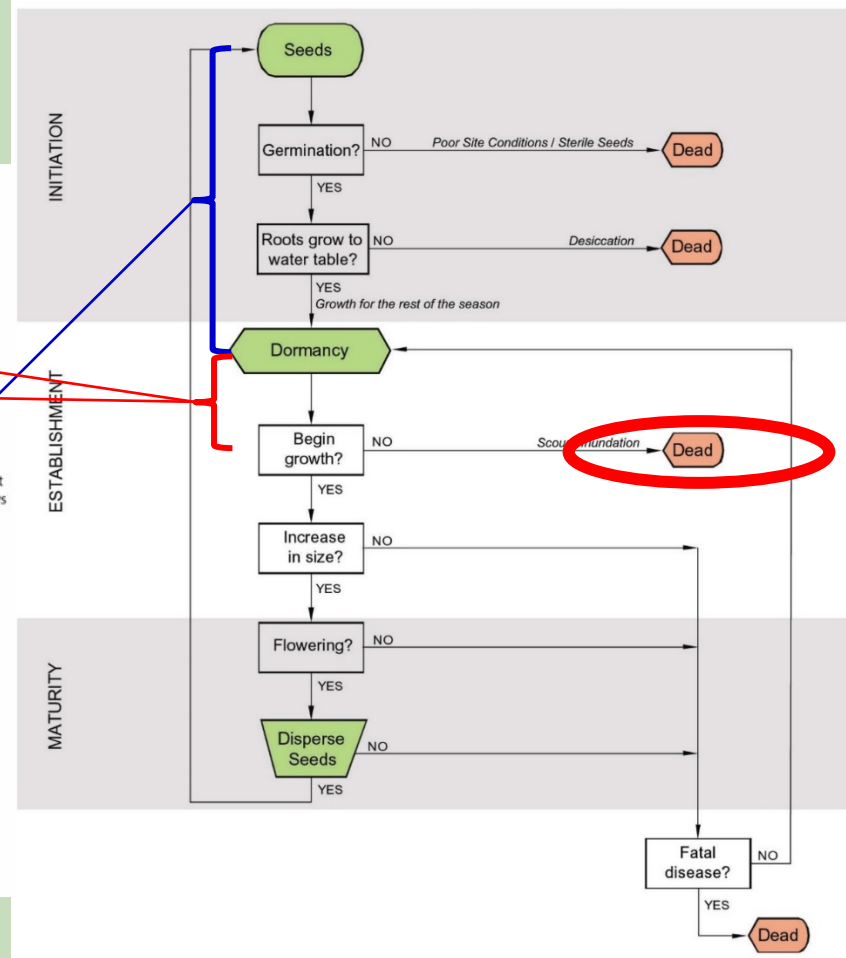 Seeds
INITIATION
Germination?
NO
Poor Site Conditions / Sterile Seeds
Dead
YES
Roots grow to
water table?
NO
Desiccation
Dead
YES
Growth for the rest of the season
Dormancy
ESTABLISHMENT
Begin
growth?
NO
Inundation
Dead
YES
Increase
in size?
NO
YES
MATURITY
Flowering?
NO
YES
Disperse
Seeds
NO
YES
Fatal
disease?
NO
YES
Dead